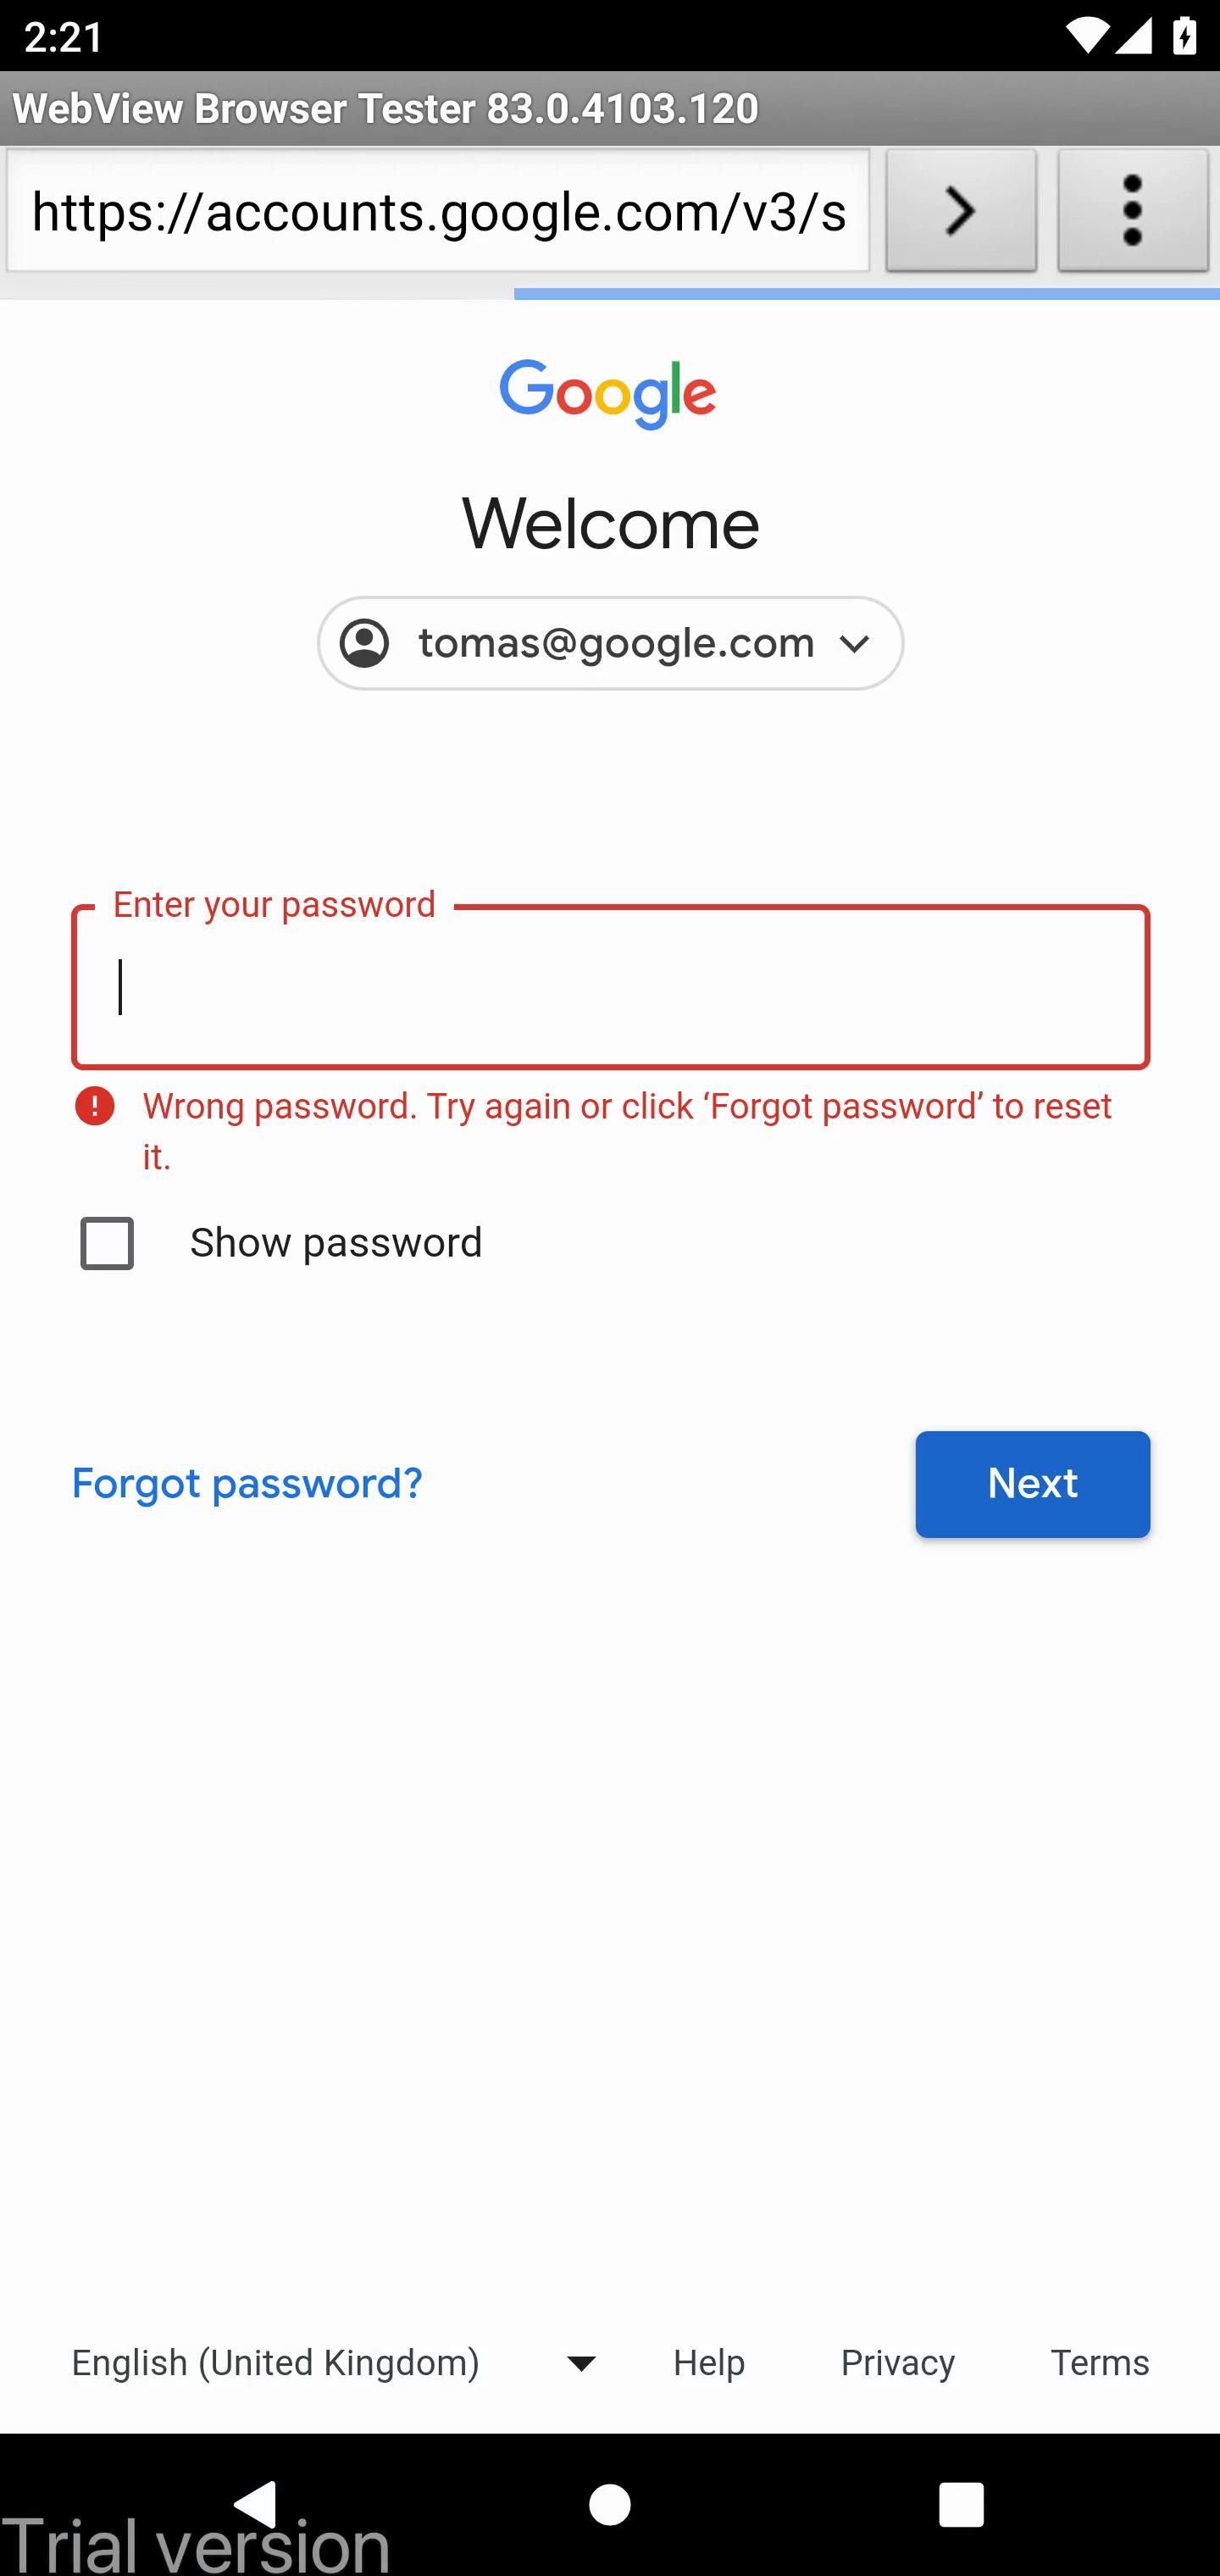 2:21
WebView Browser Tester 83.0.4103.120
https://accounts.google.com/v3/s
Google
Welcome
tomas@google.com
Enter your password
Wrong password. Try again or click ‘Forgot password’ to reset
it.
Show password
Forgot password?
Next
English (United Kingdom)
Help
Privacy
Terms
Trial version